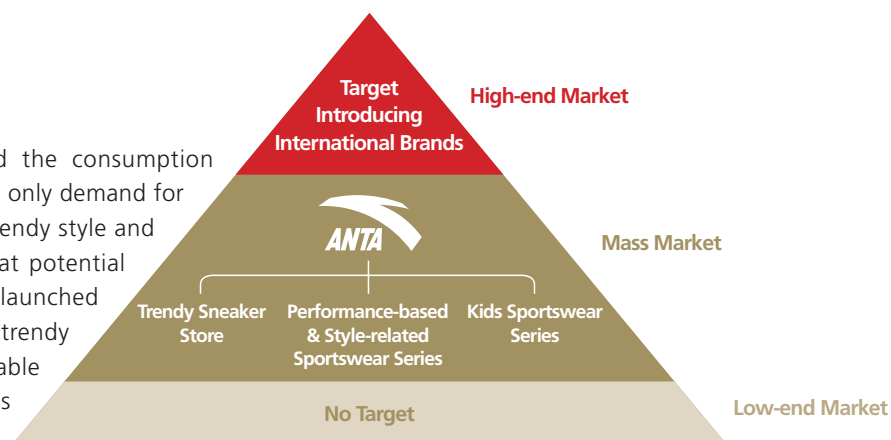 Target
Introducing
International Brands
High-end Market
d the consumption
only demand for
endy style and
at potential
launched
trendy
able
s
ANTA
Mass Market
Trendy Sneaker
Store
Performance-based
& Style-related
Sportswear Series
Kids Sportswear
Series
No Target
Low-end Market